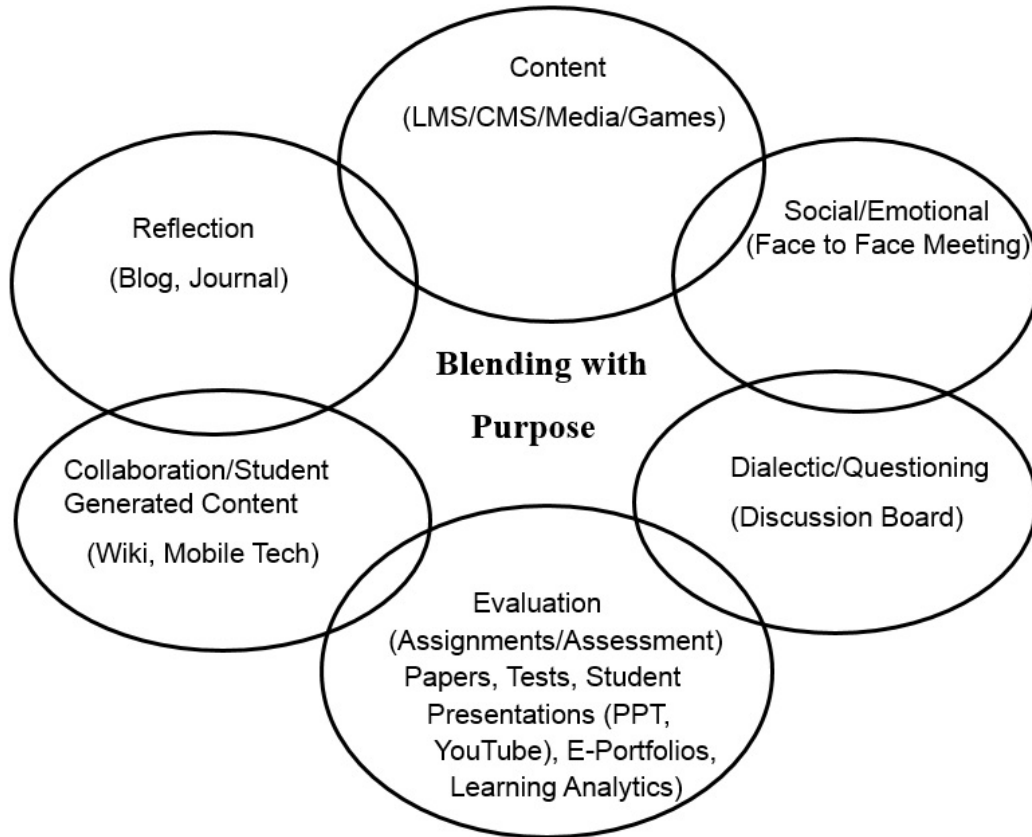 Content
(LMS/CMS/Media/Games)
Social/Emotional
(Face to Face Meeting)
Reflection
(Blog, Journal)
Blending with
Purpose
Dialectic/Questioning
(Discussion Board)
Collaboration/Student
Generated Content
(Wiki, Mobile Tech)
Evaluation
(Assignments/Assessment)
Papers, Tests, Student
Presentations (PPT,
YouTube), E-Portfolios,
Learning Analytics)